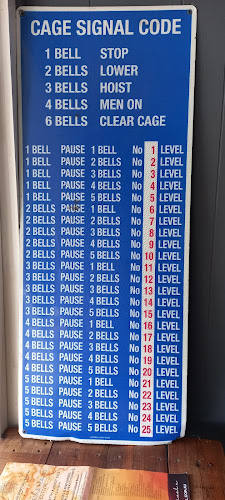 CAGE SIGNAL CODE
1 BELL STOP
2 BELLS LOWER
3 BELLS HOIST
4 BELLS MEN ON
6 BELLS CLEAR CAGE
1 BELL PAUSE 1 BELL No 1 LEVEL
1 BELL PAUSE 2 BELLS No 2 LEVEL
1 BELL PAUSE 3 BELLS No 3 LEVEL
1 BELL PAUSE 4 BELLS No 4 LEVEL
1 BELL PAUSE 5 BELLS No 5 LEVEL
2 BELLS PAUSE 1 BELL No 6 LEVEL
2 BELLS PAUSE 2 BELLS No 7 LEVEL
2 BELLS PAUSE 3 BELLS No 8 LEVEL
2 BELLS PAUSE 4 BELLS No 9 LEVEL
2 BELLS PAUSE 5 BELLS No 10 LEVEL
3 BELLS PAUSE 1 BELL No 11 LEVEL
3 BELLS PAUSE 2 BELLS No 12 LEVEL
3 BELLS PAUSE 3 BELLS No 13 LEVEL
3 BELLS PAUSE 4 BELLS No 14 LEVEL
3 BELLS PAUSE 5 BELLS No 15 LEVEL
4 BELLS PAUSE 1 BELL No 16 LEVEL
4 BELLS PAUSE 2 BELLS No 17 LEVEL
4 BELLS PAUSE 3 BELLS No 18 LEVEL
4 BELLS PAUSE 4 BELLS No 19 LEVEL
4 BELLS PAUSE 5 BELLS No 20 LEVEL
5 BELLS PAUSE 1 BELL No 21 LEVEL
5 BELLS PAUSE 2 BELLS No 22 LEVEL
5 BELLS PAUSE 3 BELLS No 23 LEVEL
5 BELLS PAUSE 4 BELLS No 24 LEVEL
5 BELLS PAUSE 5 BELLS No 25 LEVEL